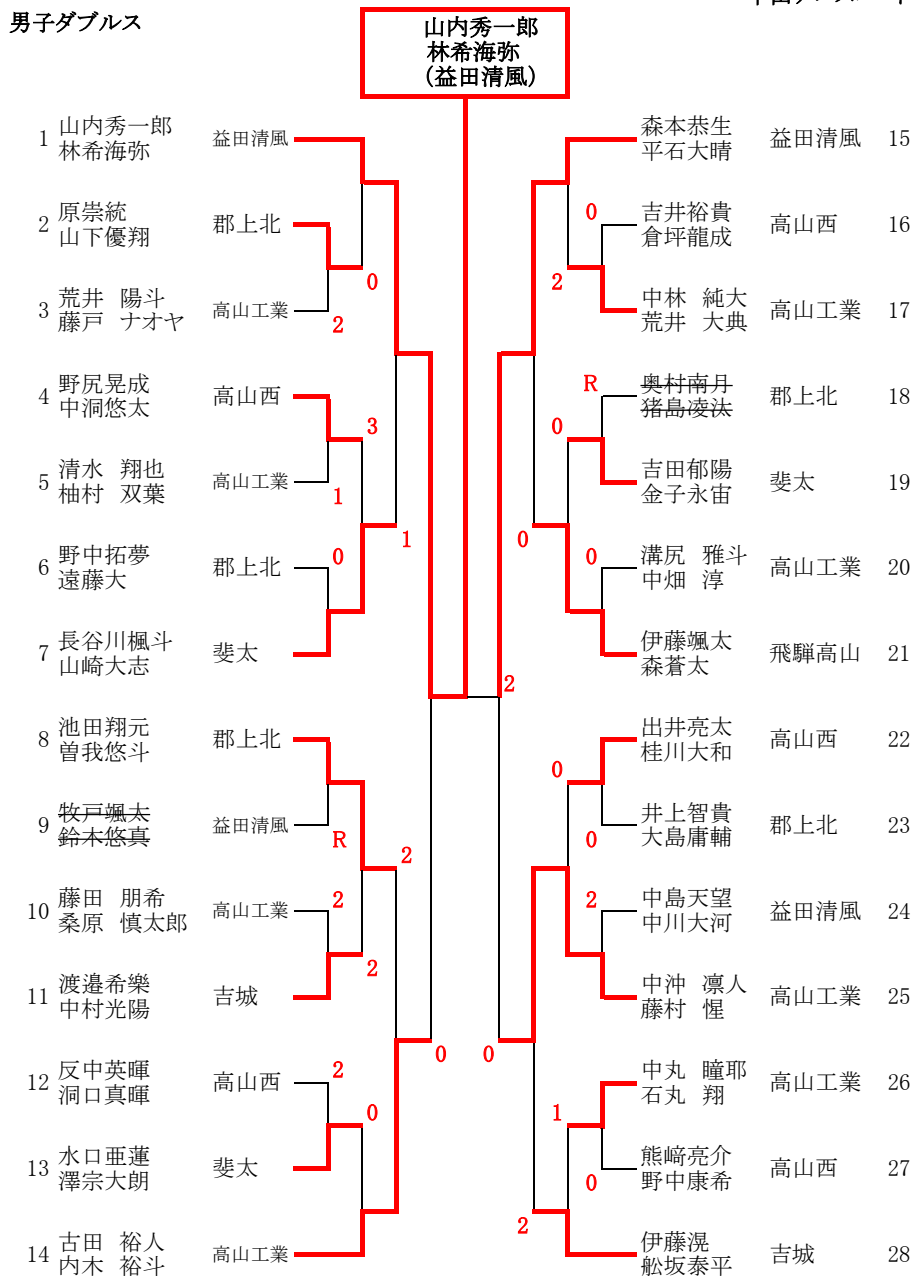 男子ダブルス
山内秀一郎
林希海弥
(益田清風)
1 山内秀一郎 林希海弥 益田清風
2 原崇統 山下優翔 郡上北
0
3 荒井 陽斗 藤戸 ナオヤ 高山工業
2
4 野尻晃成 中洞悠太 高山西
3
5 清水 翔也 柚村 双葉 高山工業
1
1
6 野中拓夢 遠藤大 郡上北
0
7 長谷川楓斗 山崎大志 斐太
8 池田翔元 曽我悠斗 郡上北
9 牧戸颯太 鈴木悠真 益田清風
R
2
10 藤田 朋希 桑原 慎太郎 高山工業
2
2
11 渡邉希樂 中村光陽 吉城
0
12 反中英暉 洞口真暉 高山西
2
0
13 水口亜蓮 澤宗大朗 斐太
14 古田 裕人 内木 裕斗 高山工業
森本恭生 平石大晴 益田清風 15
0
吉井裕貴 倉坪龍成 高山西 16
2
中林 純大 荒井 大典 高山工業 17
R
奥村南月 猪島凌汰 郡上北 18
0
吉田郁陽 金子永宙 斐太 19
0
0
溝尻 雅斗 中畑 淳 高山工業 20
伊藤颯太 森蒼太 飛騨高山 21
2
出井亮太 桂川大和 高山西 22
0
井上智貴 大島庸輔 郡上北 23
0
2
中島天望 中川大河 益田清風 24
中沖 凛人 藤村 惺 高山工業 25
0
中丸 瞳耶 石丸 翔 高山工業 26
1
熊﨑亮介 野中康希 高山西 27
0
2
伊藤滉 舩坂泰平 吉城 28